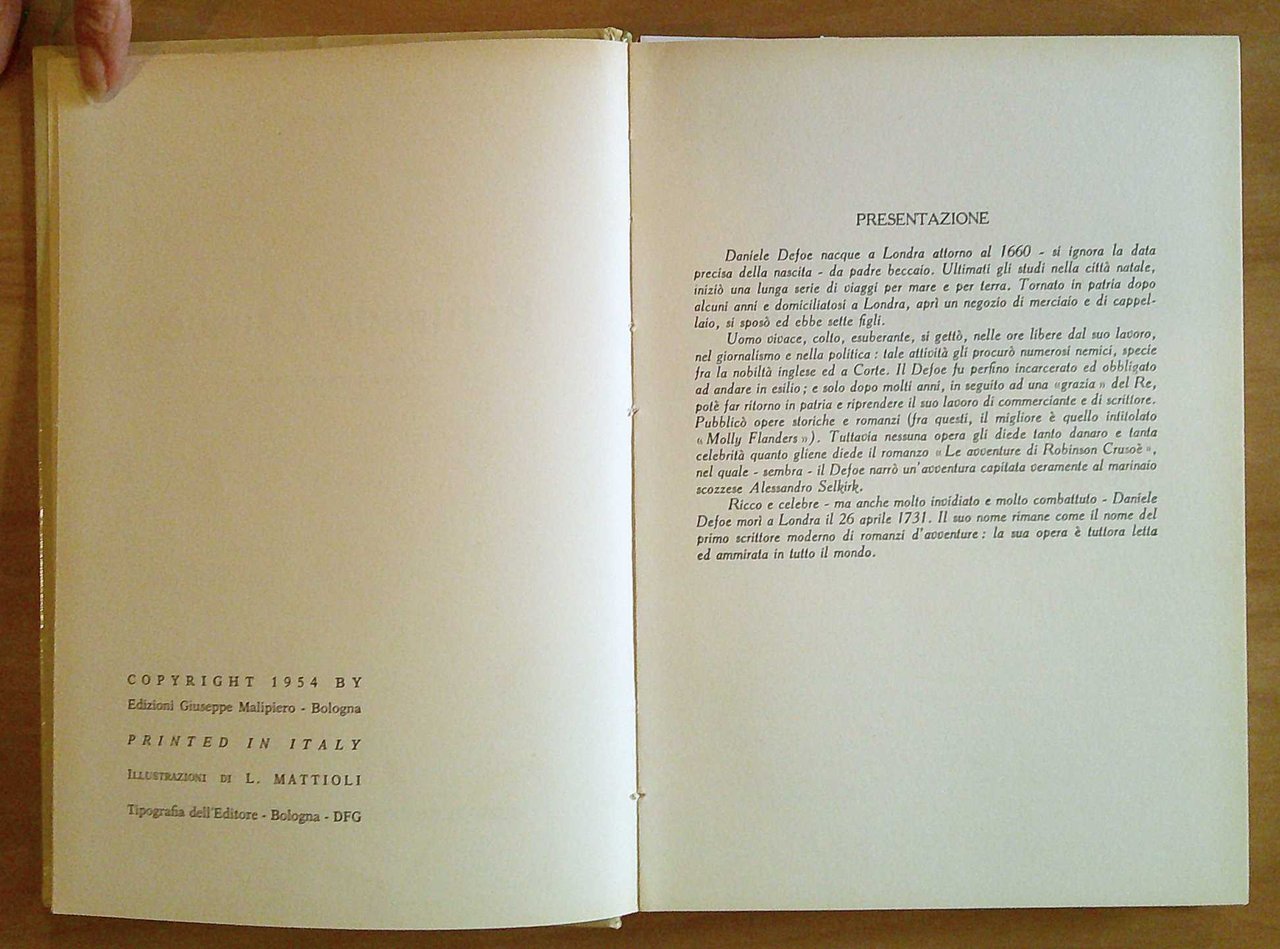 COPYRIGHT 1954 BY
Edizioni Giuseppe Malipiero - Bologna
PRINTED IN ITALY
ILLUSTRAZIONI DI L. MATTIOLI
Tipografia dell'Editore - Bologna - DFG
PRESENTAZIONE
Daniele Defoe nacque a Londra attorno al 1660 - si ignora la data
precisa della nascita - da padre beccaio. Ultimati gli studi nella città natale,
iniziò una lunga serie di viaggi per mare e per terra. Tornato in patria dopo
alcuni anni e domiciliatosi a Londra, aprì un negozio di merciaio e di cappel-
laio, si sposò ed ebbe sette figli.
Uomo vivace, colto, esuberante, si gettò, nelle ore libere dal suo lavoro,
nel giornalismo e nella politica : tale attività gli procurò numerosi nemici, specie
fra la nobiltà inglese ed a Corte. Il Defoe fu perfino incarcerato ed obbligato
ad andare in esilio ; e solo dopo molti anni, in seguito ad una «grazia» del Re,
potè far ritorno in patria e riprendere il suo lavoro di commerciante e di scrittore.
Pubblicò opere storiche e romanzi (fra questi, il migliore è quello intitolato
« Molly Flanders »). Tuttavia nessuna opera gli diede tanto danaro e tanta
celebrità quanto gliene diede il romanzo « Le avventure di Robinson Crusoè »,
nel quale - sembra - il Defoe narrò un'avventura capitata veramente al marinaio
scozzese Alessandro Selkirk.
Ricco e celebre - ma anche molto invidiato e molto combattuto - Daniele
Defoe morì a Londra il 26 aprile 1731. Il suo nome rimane come il nome del
primo scrittore moderno di romanzi d'avventure : la sua opera è tuttora letta
ed ammirata in tutto il mondo.